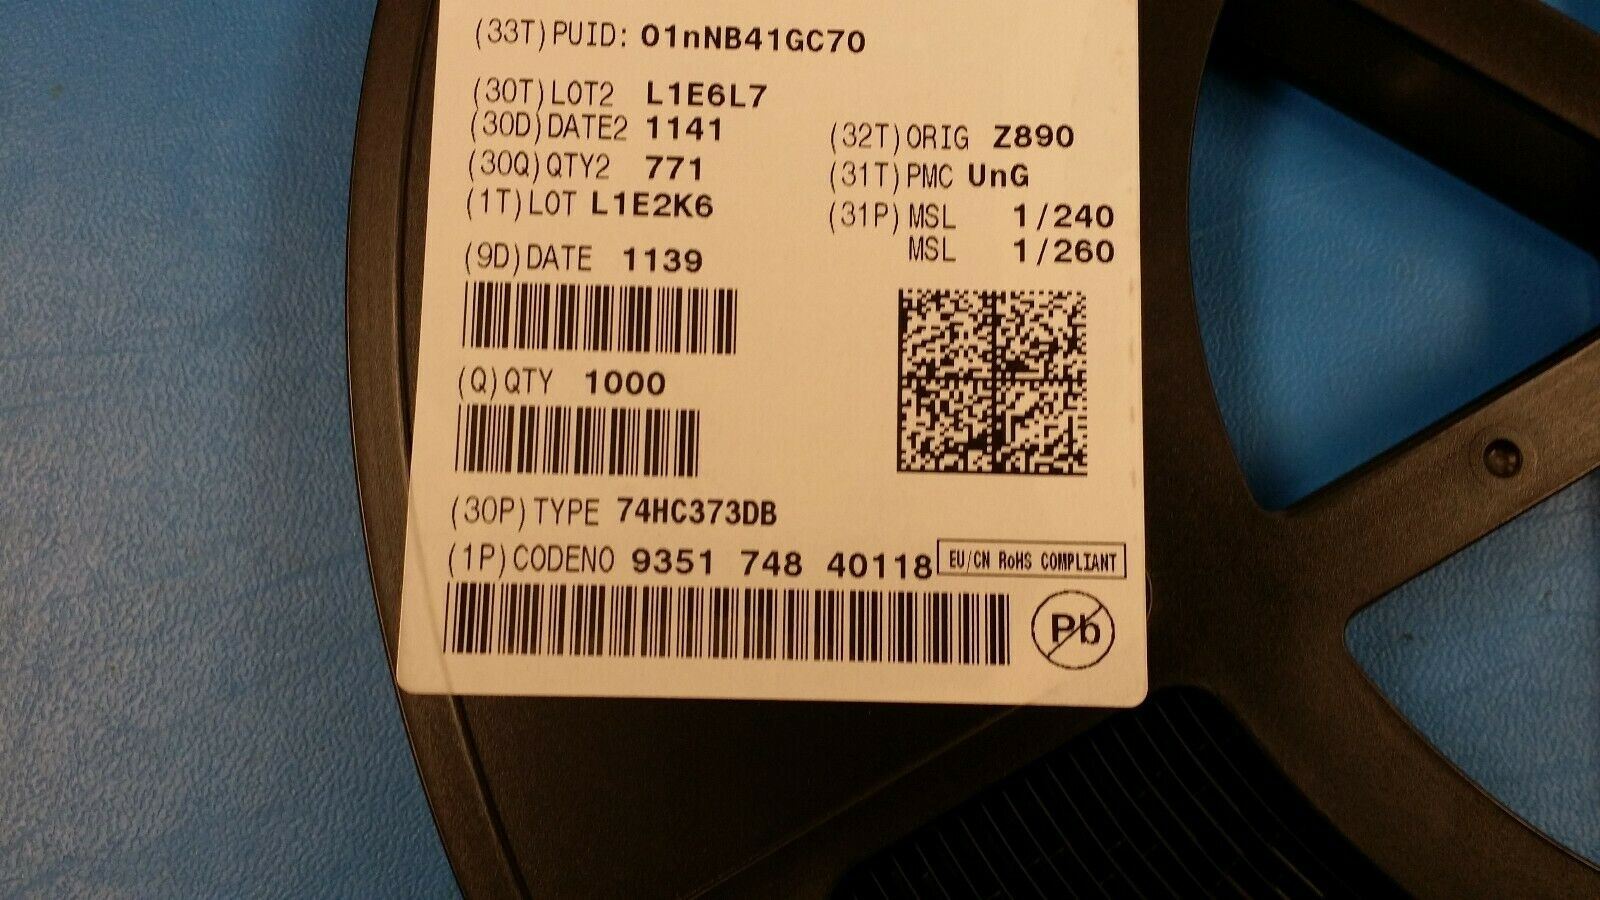 (33T)PUID: 01nNB41GC70
(30T)LOT2 L1E6L7
(30D)DATE2 1141
(30Q)QTY2 771
(1T)LOT L1E2K6
(32T)ORIG Z890
(31T)PMC UnG
(31P)MSL 1/240
MSL 1/260
(9D)DATE 1139
(Q)QTY 1000
(30P)TYPE 74HC373DB
(1P)CODENO 9351 748 40118
EU/CN RoHS COMPLIANT
Pb